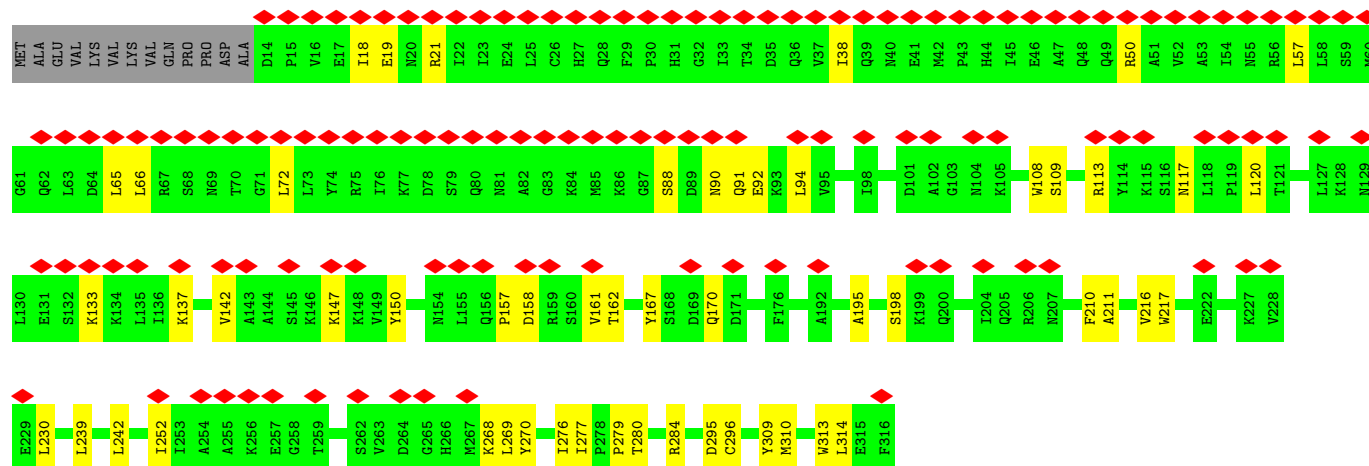 MET ALA GLU VAL LYS VAL LYS VAL GLN PRO PRO ASP ALA D14 P15 V16 E17 I18 E19 N20 R21 I22 I23 E24 L25 C26 H27 Q28 F29 P30 H31 G32 I33 T34 D35 Q36 V37 I38 Q39 N40 E41 M42 P43 H44 I45 E46 A47 Q48 Q49 R50 A51 V52 A53 I54 N55 R56 L57 L58 S59 M60
G61 Q62 L63 D64 L65 L66 R67 S68 N69 T70 G71 L72 L73 Y74 R75 I76 K77 D78 S79 Q80 N81 A82 G83 K84 M85 K86 G87 S88 D89 N90 Q91 E92 K93 L94 V95 I98 D101 A102 G103 N104 K105 W108 S109 R113 Y114 K115 S116 N117 L118 P119 L120 T121 L127 K128 N129
L130 E131 S132 K133 K134 L135 I136 K137 V142 A143 A144 S145 K146 K147 K148 V149 Y150 N154 L155 Q156 P157 D158 R159 S160 V161 T162 Y167 S168 D169 Q170 D171 F176 A192 A195 S198 K199 Q200 I204 Q205 R206 N207 F210 A211 V216 W217 E222 K227 V228
E229 L230 L239 L242 I252 I253 A254 A255 K256 E257 G258 T259 S262 V263 D264 G265 H266 M267 K268 L269 Y270 I276 I277 P278 P279 T280 R284 D295 C296 Y309 M310 W313 L314 E315 F316